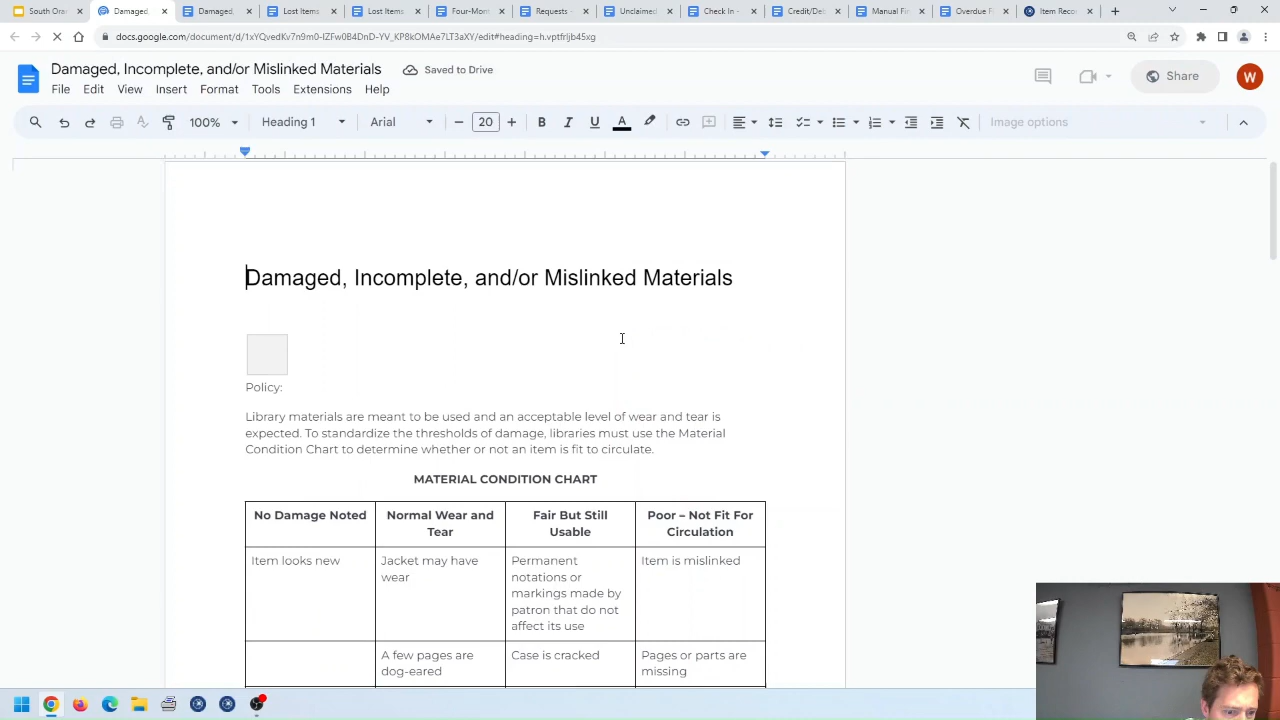 South Oran
Damaged,
Damaged,
Lost Items
Lost Items
Four-Mont
Requests -
Unclaimed
Check In -
Credit/Deb
Manual Fin
Overdue Fi
Item Reco
docs.google.com/document/d/1xYQvedKv7n9m0-IZFw0B4DnD-YV_KP8kOMAe7LT3aXY/edit#heading=h.vptfrljb45xg
Damaged, Incomplete, and/or Mislinked Materials
Saved to Drive
File Edit View Insert Format Tools Extensions Help
Share
W
100% Heading 1 Arial 20 B I U A Image options
Damaged, Incomplete, and/or Mislinked Materials
Policy:
Library materials are meant to be used and an acceptable level of wear and tear is
expected. To standardize the thresholds of damage, libraries must use the Material
Condition Chart to determine whether or not an item is fit to circulate.
MATERIAL CONDITION CHART
No Damage Noted
Normal Wear and
Tear
Fair But Still
Usable
Poor – Not Fit For
Circulation
Item looks new
Jacket may have
wear
Permanent
notations or
markings made by
patron that do not
affect its use
Item is mislinked
A few pages are
dog-eared
Case is cracked
Pages or parts are
missing